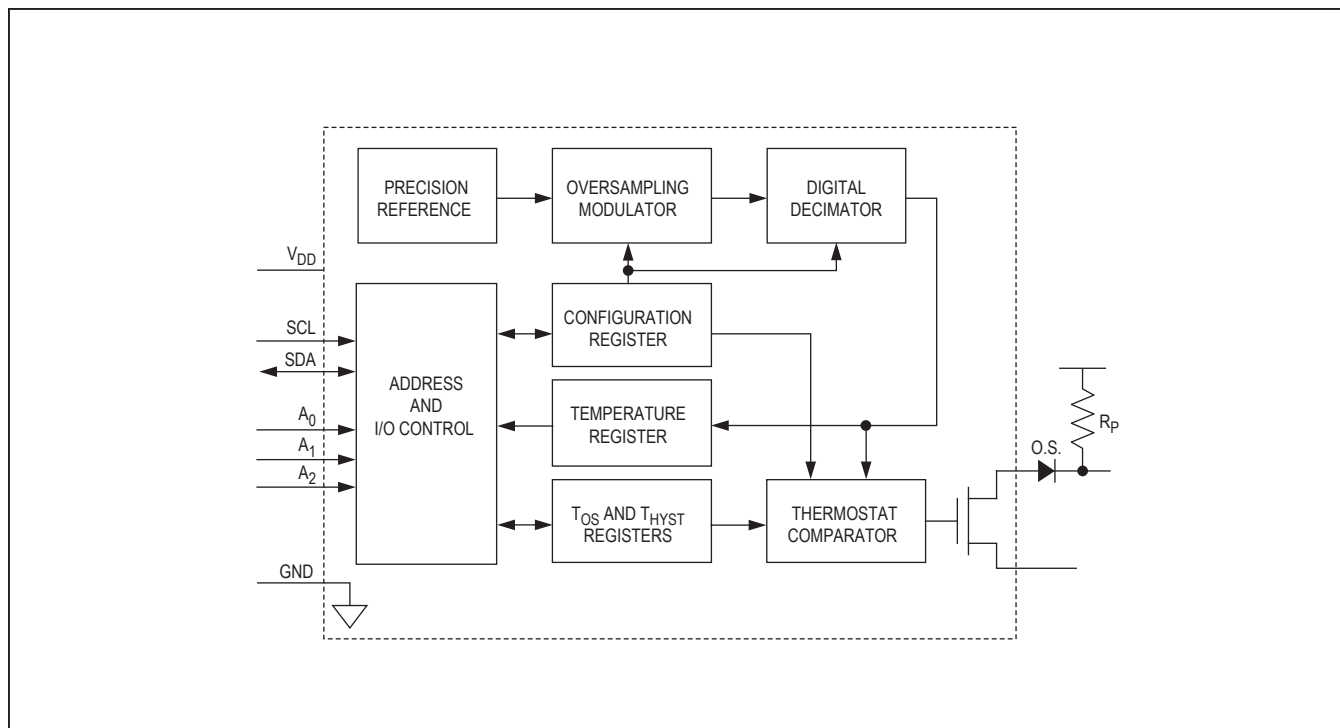 PRECISION
REFERENCE
OVERSAMPLING
MODULATOR
DIGITAL
DECIMATOR
VDD
SCL
SDA
A0
A1
A2
GND
ADDRESS
AND
I/O CONTROL
CONFIGURATION
REGISTER
TEMPERATURE
REGISTER
TOS AND THYST
REGISTERS
THERMOSTAT
COMPARATOR
O.S.
RP